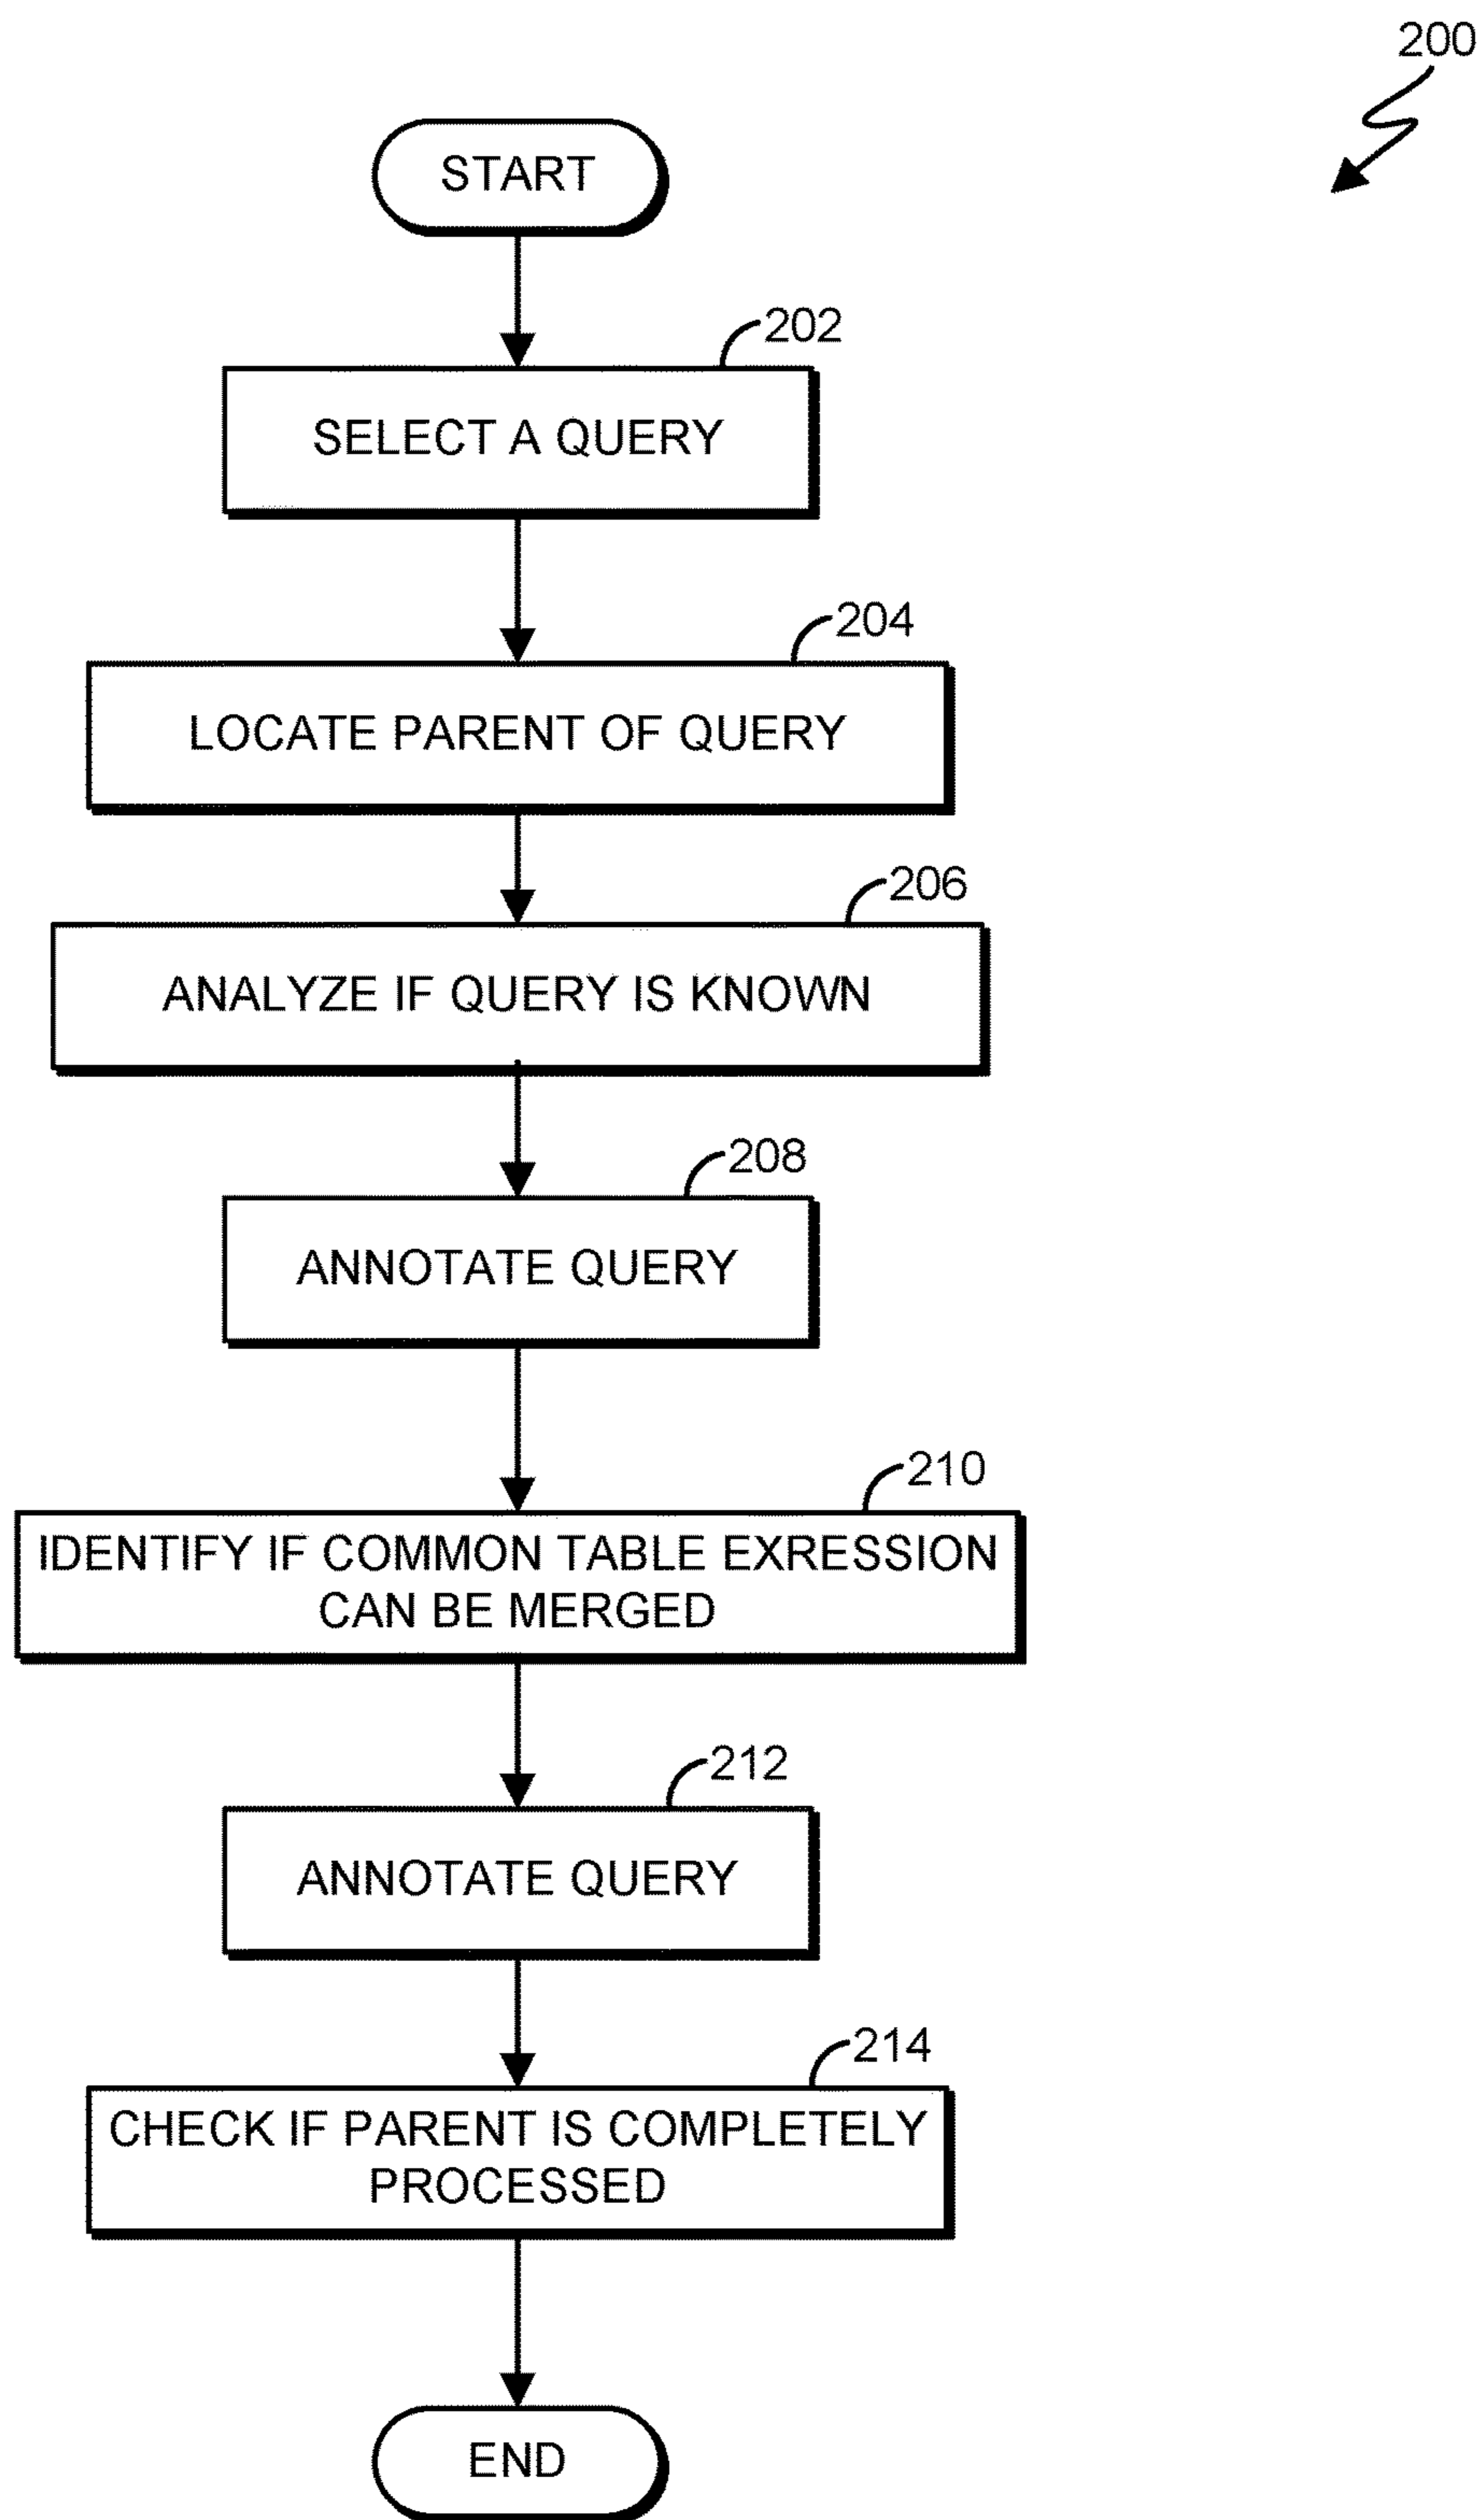 200
START
202
SELECT A QUERY
204
LOCATE PARENT OF QUERY
206
ANALYZE IF QUERY IS KNOWN
208
ANNOTATE QUERY
210
IDENTIFY IF COMMON TABLE EXRESSION
CAN BE MERGED
212
ANNOTATE QUERY
214
CHECK IF PARENT IS COMPLETELY
PROCESSED
END